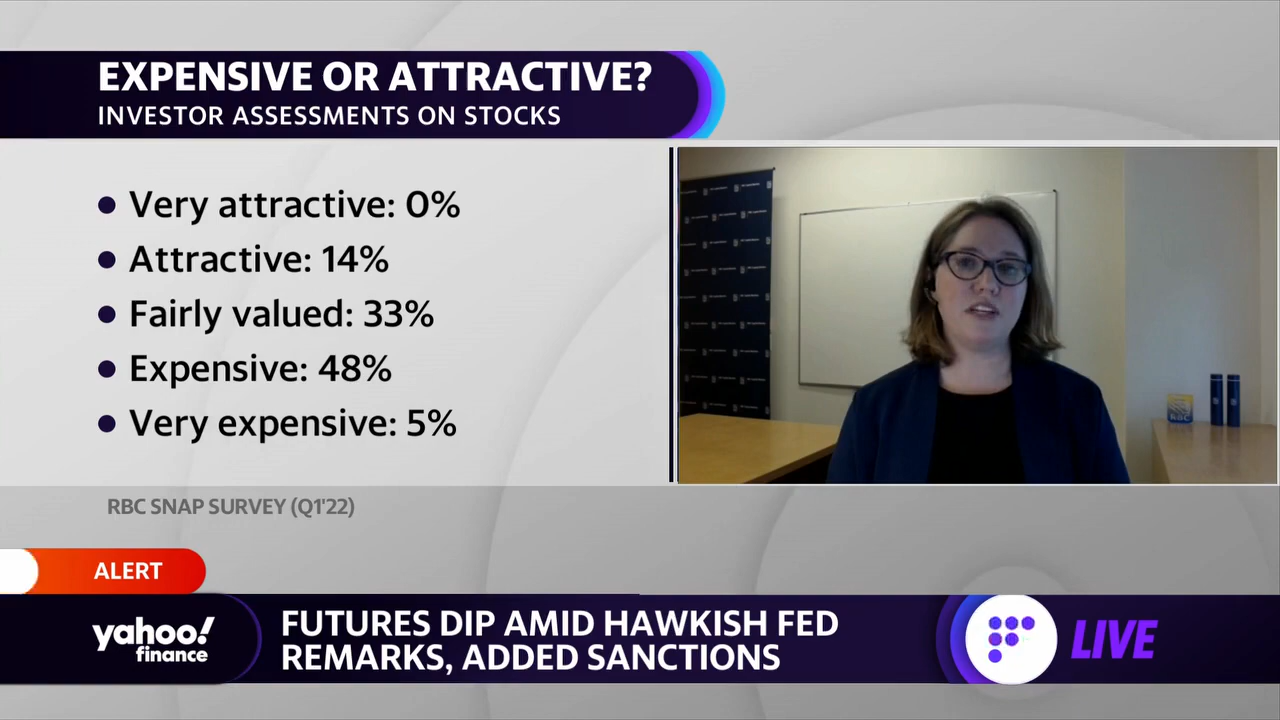 EXPENSIVE OR ATTRACTIVE?
INVESTOR ASSESSMENTS ON STOCKS
Very attractive: 0%
Attractive: 14%
Fairly valued: 33%
Expensive: 48%
Very expensive: 5%
RBC SNAP SURVEY (Q1'22)
RBC
ALERT
yahoo!
finance
FUTURES DIP AMID HAWKISH FED
REMARKS, ADDED SANCTIONS
LIVE